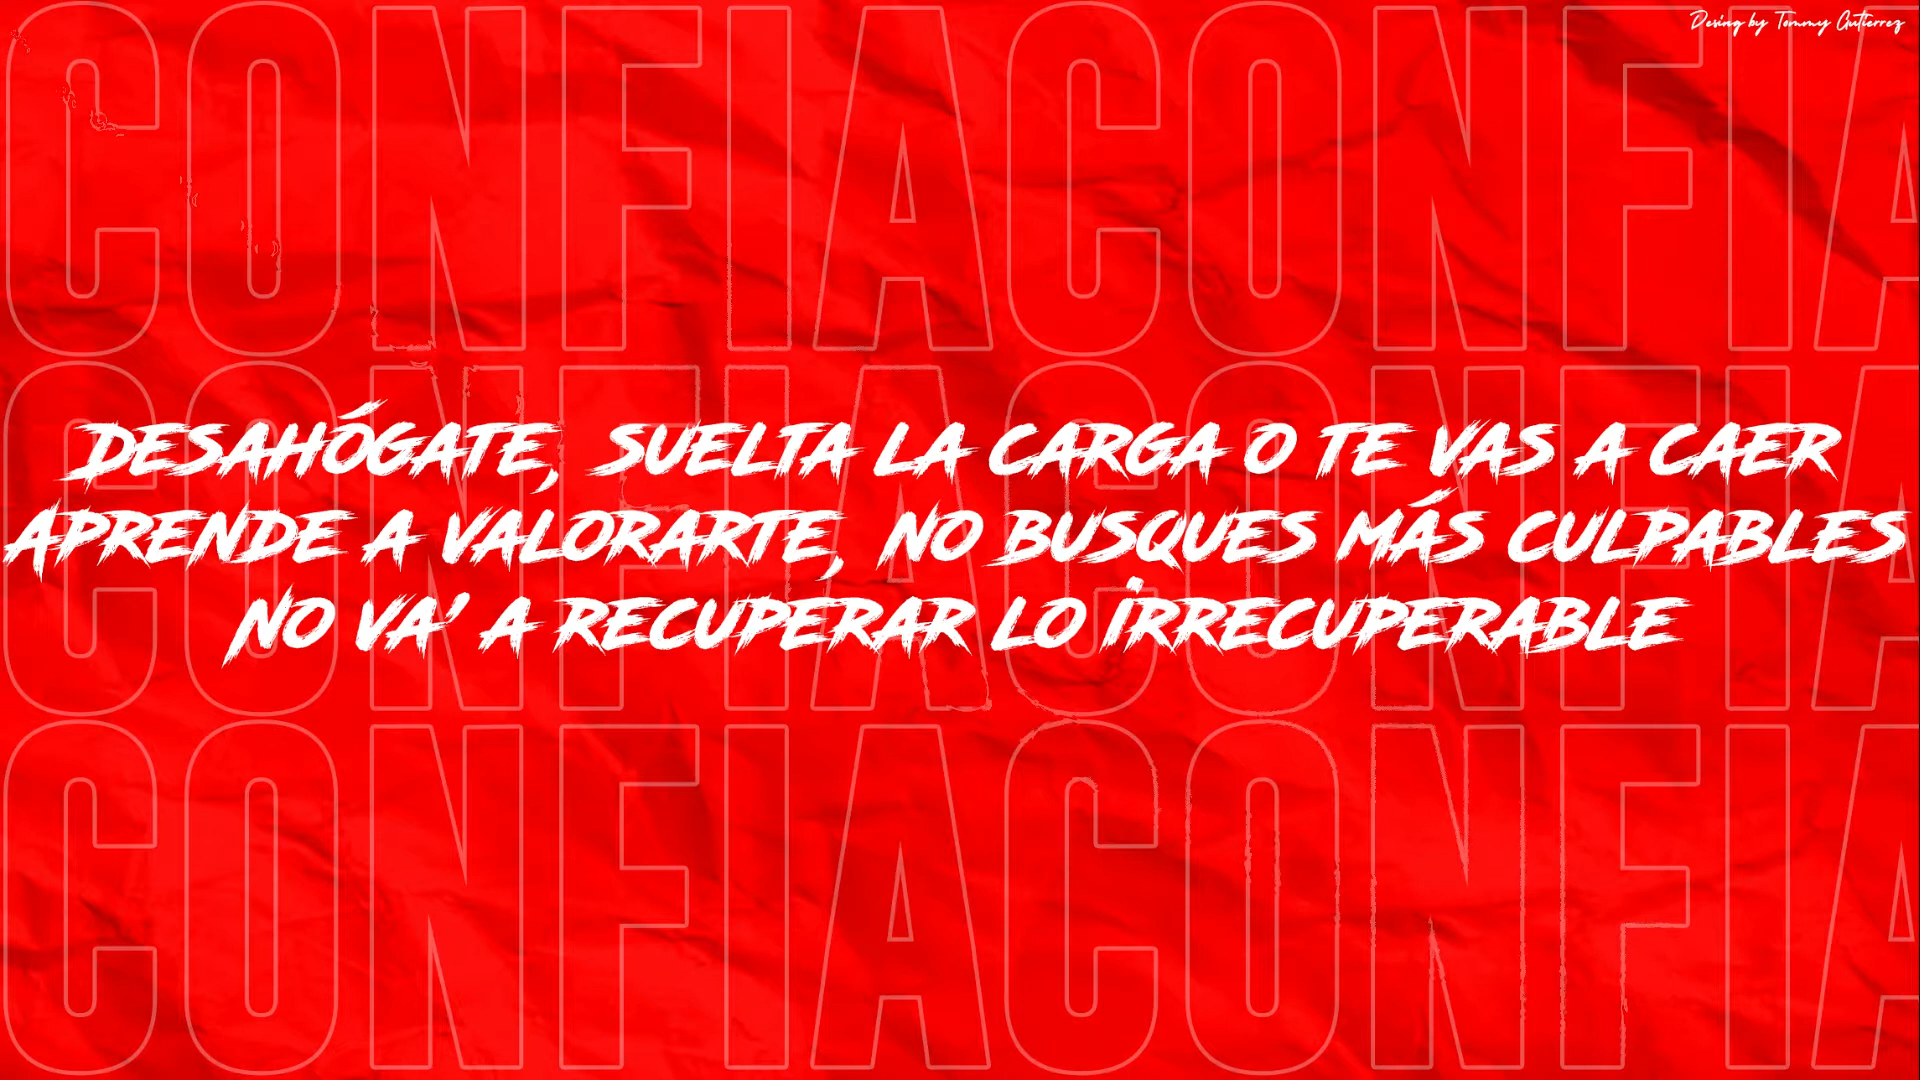 Desing by Tommy Gutierrez
CONFIACONFIA
CONFIACONFIA
DESAHÓGATE, SUELTA LA CARGA O TE VAS A CAER
APRENDE A VALORARTE, NO BUSQUES MÁS CULPABLES
NO VA' A RECUPERAR LO IRRECUPERABLE
CONFIACONFIA